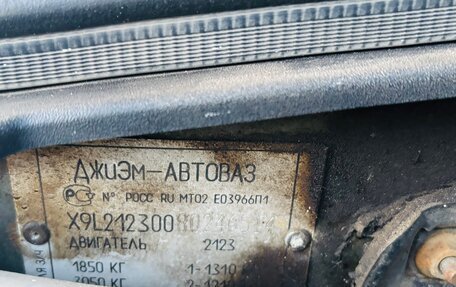 ДжиЭм-АВТОВАЗ
№ РОСС RU МТ02 Е03966П1
X9L212300
ДВИГАТЕЛЬ 2123
1850 КГ 1-1310